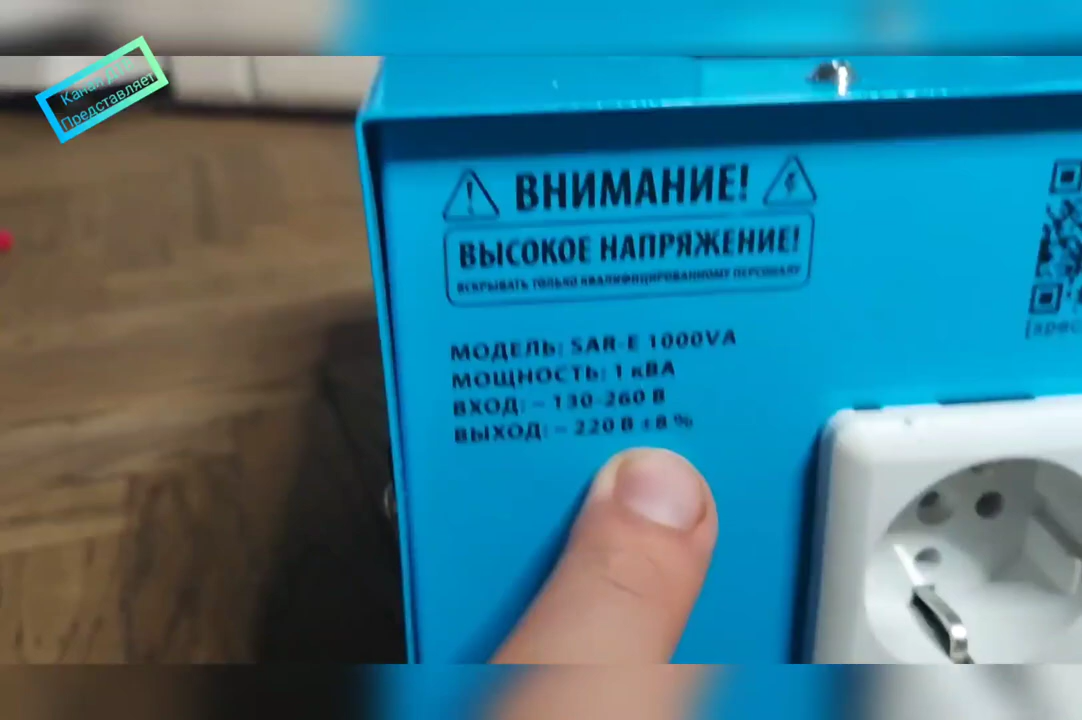 Канал ДТР
Представляет
ВНИМАНИЕ!
ВЫСОКОЕ НАПРЯЖЕНИЕ!
ВСКРЫВАТЬ ТОЛЬКО КВАЛИФИЦИРОВАННОМУ ПЕРСОНАЛУ
МОДЕЛЬ: SAR-E 1000VA
МОЩНОСТЬ: 1 кВА
ВХОД: ~ 130-260 В
ВЫХОД: ~ 220 В ±8 %